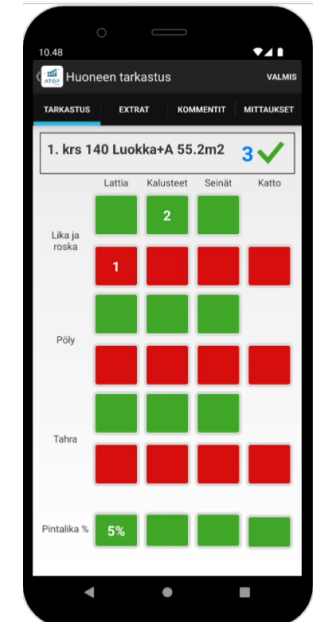 10.48
ATOP
Huoneen tarkastus
VALMIS
TARKASTUS EXTRAT KOMMENTIT MITTAUKSET
1. krs 140 Luokka+A 55.2m2 3
Lattia Kalusteet Seinät Katto
2
Lika ja
roska
1
Pöly
Tahra
Pintalika % 5%